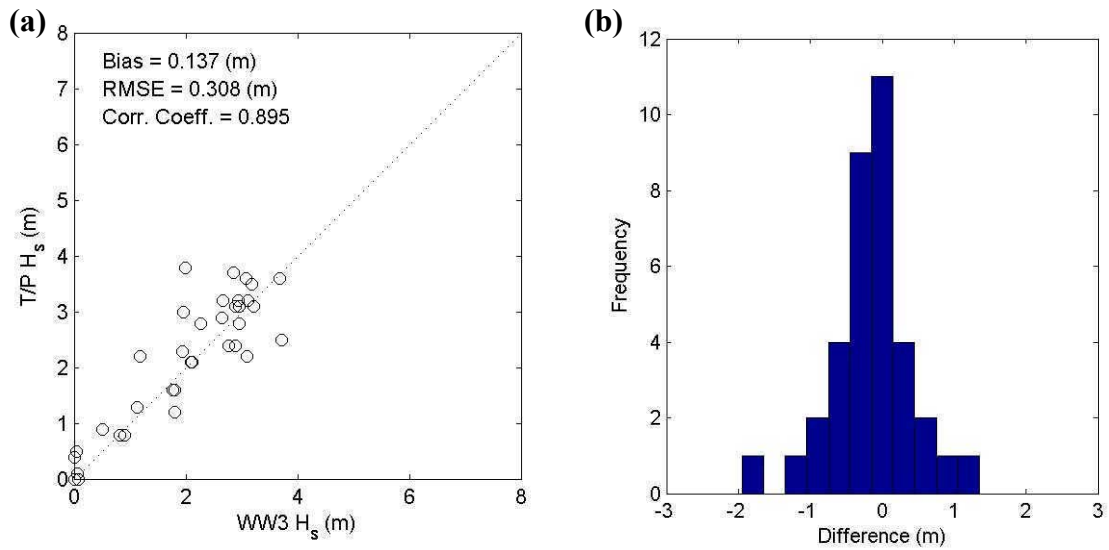 (a)
8
7
6
5
4
3
2
1
0
Bias = 0.137 (m)
RMSE = 0.308 (m)
Corr. Coeff. = 0.895
T/P Hs (m)
0 2 4 6 8
WW3 Hs (m)
(b)
12
10
8
6
4
2
0
Frequency
-3 -2 -1 0 1 2 3
Difference (m)